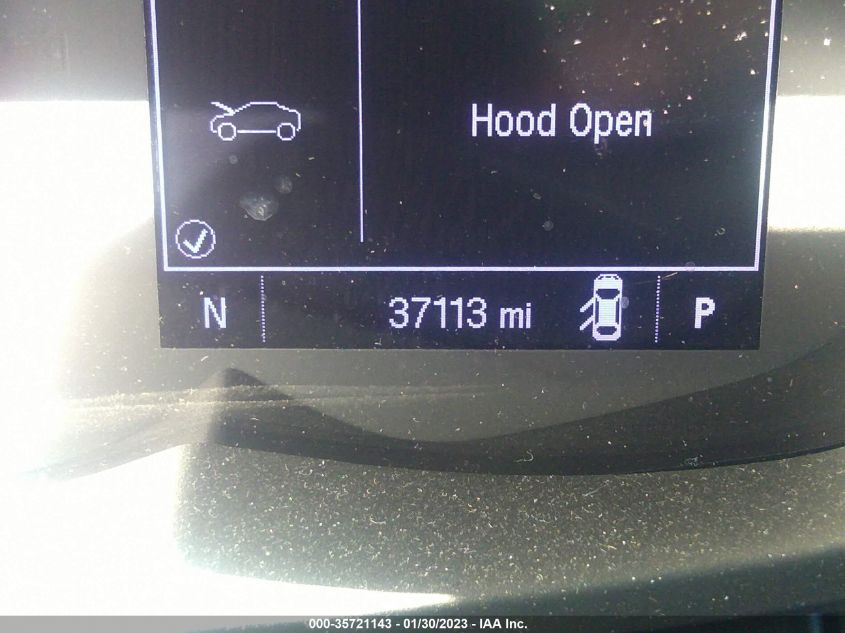 Hood Open
N 37113 mi P
000-35721143 - 01/30/2023 - IAA Inc.